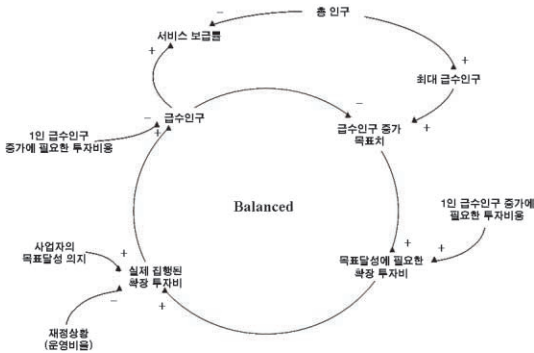 총 인구
−
서비스 보급률
+
+
최대 급수인구
−
+
급수인구
−
+
1인 급수인구
증가에 필요한 투자비용
급수인구 증가
목표치
+
Balanced
1인 급수인구 증가에
필요한 투자비용
사업자의
목표달성 의지
+
실제 집행된
확장 투자비
+
+
목표달성에 필요한
확장 투자비
−
+
재정상황
(운영비율)